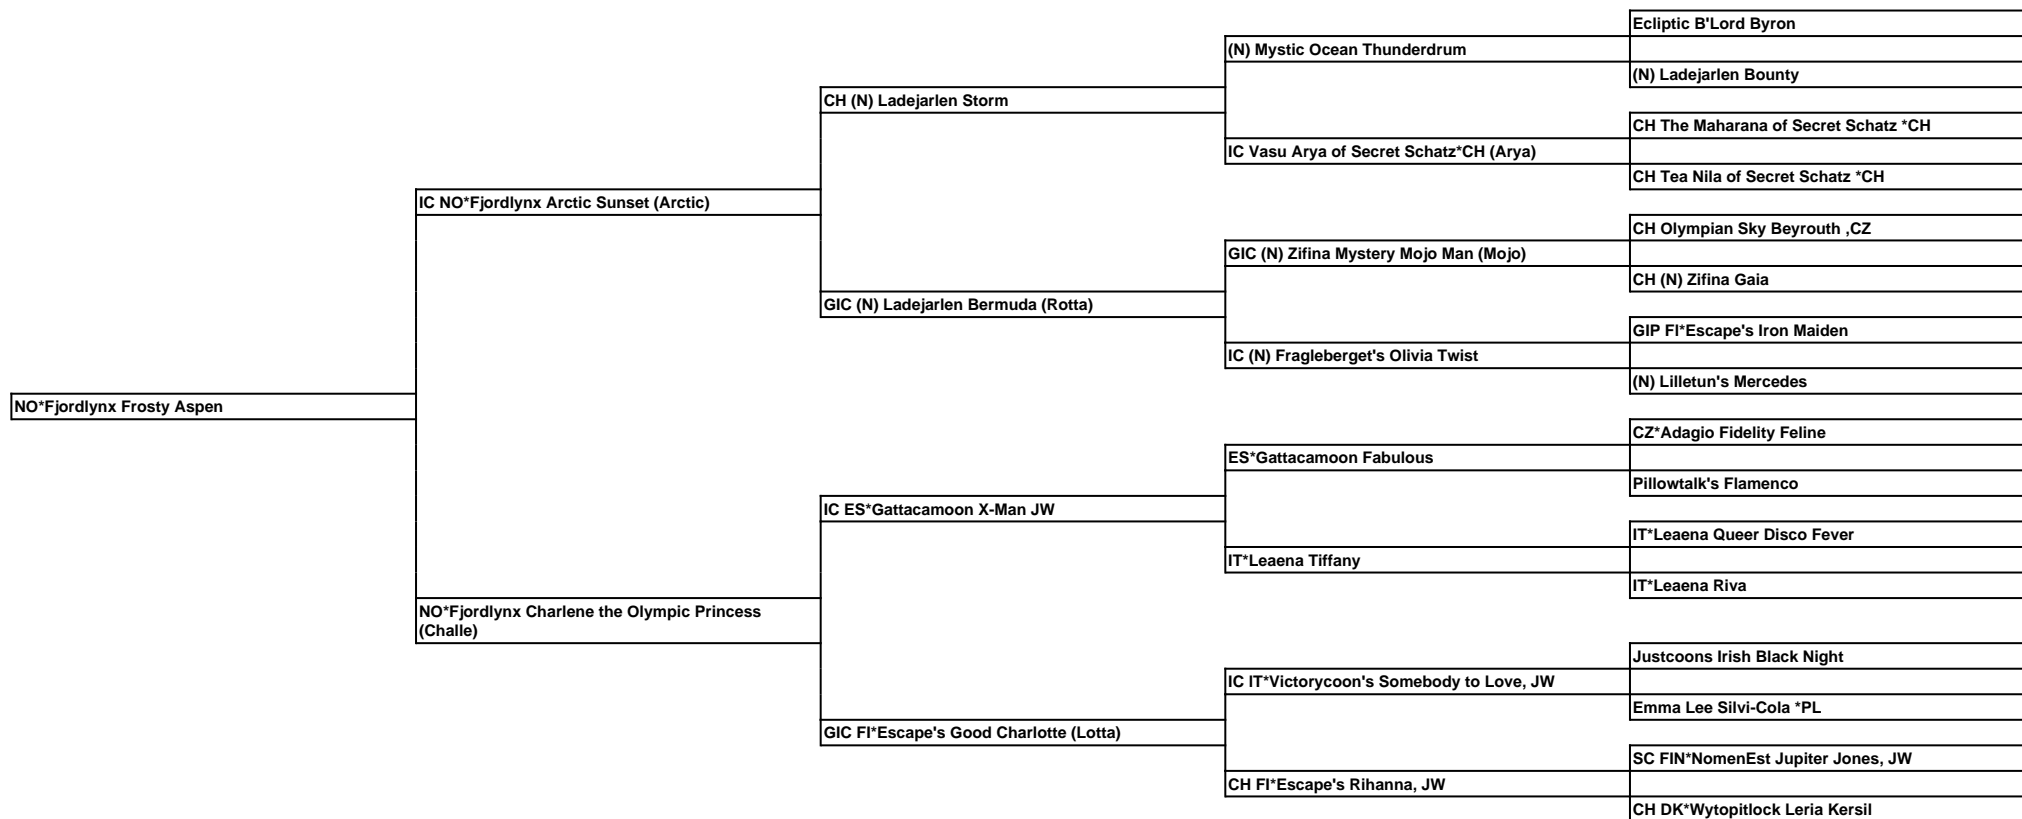 Ecliptic B'Lord Byron
(N) Mystic Ocean Thunderdrum
(N) Ladejarlen Bounty
CH (N) Ladejarlen Storm
CH The Maharana of Secret Schatz *CH
IC Vasu Arya of Secret Schatz*CH (Arya)
CH Tea Nila of Secret Schatz *CH
IC NO*Fjordlynx Arctic Sunset (Arctic)
CH Olympian Sky Beyrouth ,CZ
GIC (N) Zifina Mystery Mojo Man (Mojo)
CH (N) Zifina Gaia
GIC (N) Ladejarlen Bermuda (Rotta)
GIP FI*Escape's Iron Maiden
IC (N) Fragleberget's Olivia Twist
(N) Lilletun's Mercedes
NO*Fjordlynx Frosty Aspen
CZ*Adagio Fidelity Feline
ES*Gattacamoon Fabulous
Pillowtalk's Flamenco
IC ES*Gattacamoon X-Man JW
IT*Leaena Queer Disco Fever
IT*Leaena Tiffany
IT*Leaena Riva
NO*Fjordlynx Charlene the Olympic Princess
(Challe)
Justcoons Irish Black Night
IC IT*Victorycoon's Somebody to Love, JW
Emma Lee Silvi-Cola *PL
GIC FI*Escape's Good Charlotte (Lotta)
SC FIN*NomenEst Jupiter Jones, JW
CH FI*Escape's Rihanna, JW
CH DK*Wytopitlock Leria Kersil